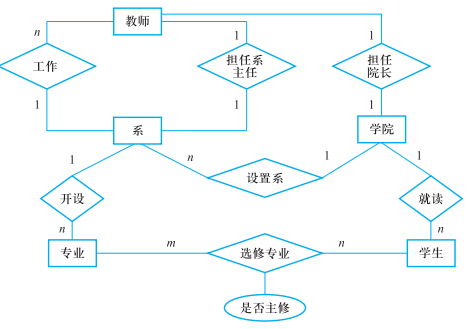 教师
n
1
1
工作
担任系
主任
担任
院长
1
1
1
系
学院
1
n
1
1
开设
设置系
就读
n
n
专业
m
选修专业
n
学生
是否主修